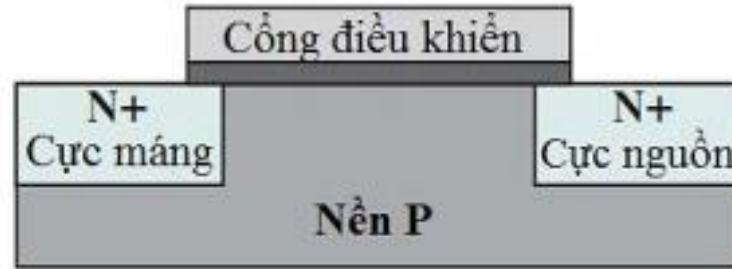 Cổng điều khiển
N+
Cực máng
N+
Cực nguồn
Nền P